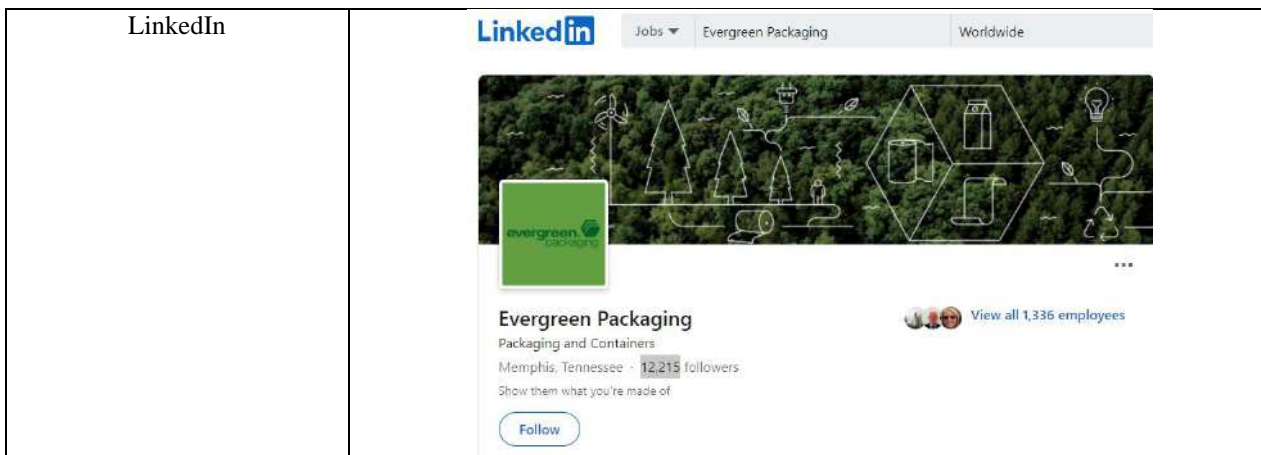 LinkedIn
LinkedIn Jobs Evergreen Packaging Worldwide
evergreen
packaging
...
Evergreen Packaging
View all 1,336 employees
Packaging and Containers
Memphis, Tennessee · 12,215 followers
Show them what you're made of
Follow